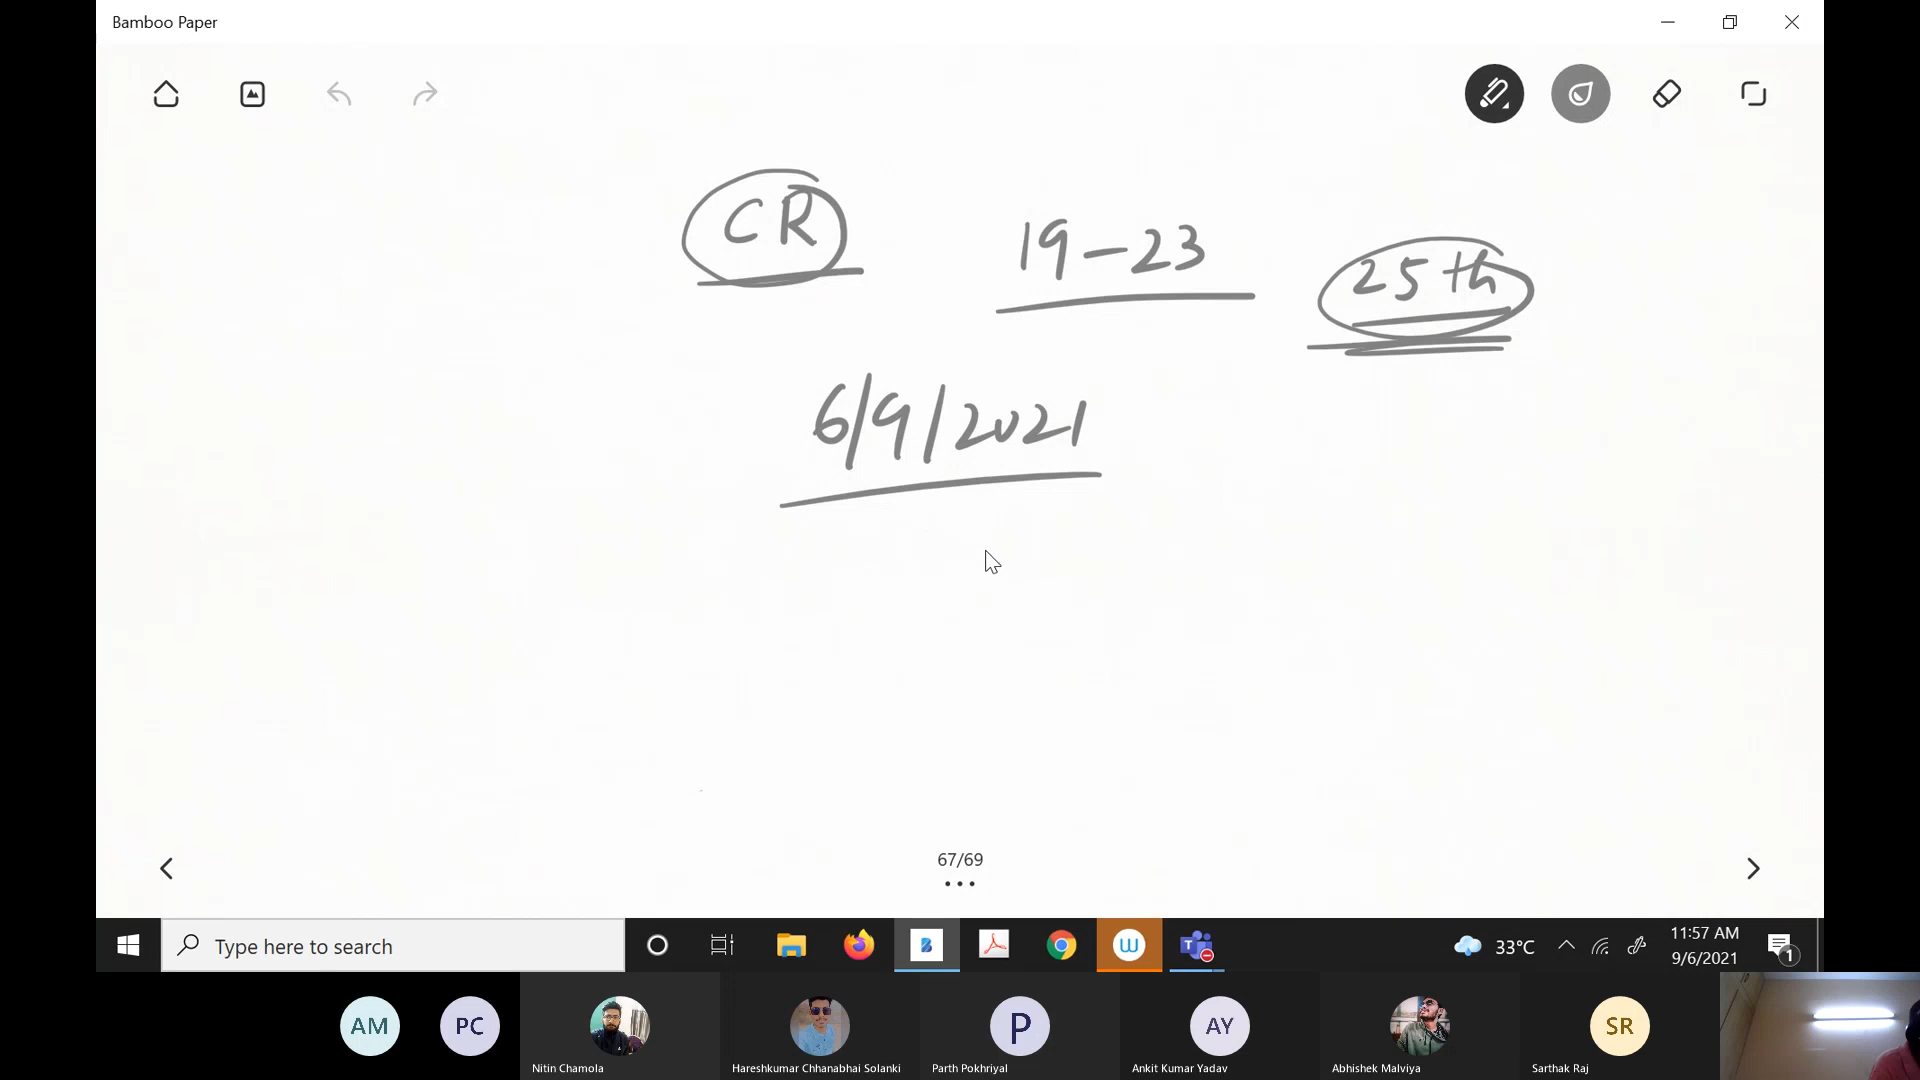 Bamboo Paper
CR 19-23 25th
6/9/2021
67/69
Type here to search
33°C
11:57 AM
9/6/2021
1
AM
PC
P
AY
SR
Nitin Chamola
Hareshkumar Chhanabhai Solanki
Parth Pokhriyal
Ankit Kumar Yadav
Abhishek Malviya
Sarthak Raj